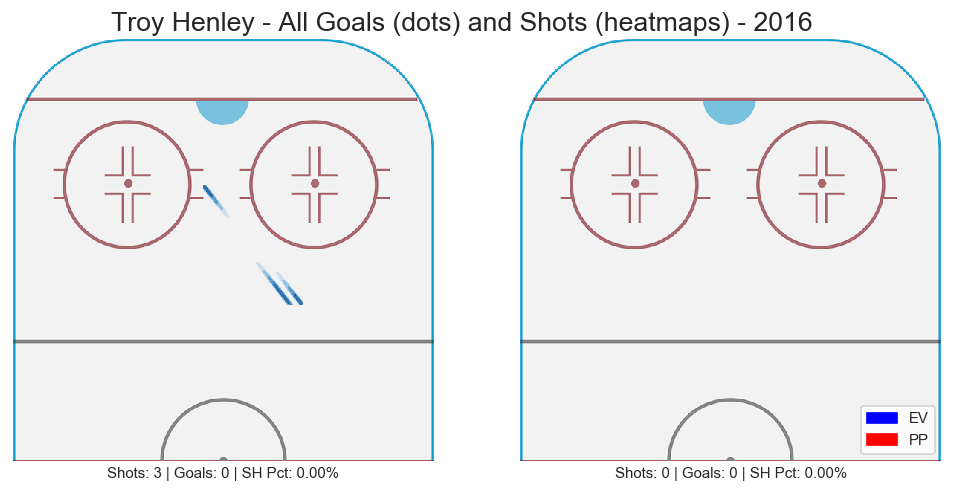 Troy Henley - All Goals (dots) and Shots (heatmaps) - 2016
EV
PP
Shots: 3 | Goals: 0 | SH Pct: 0.00%
Shots: 0 | Goals: 0 | SH Pct: 0.00%